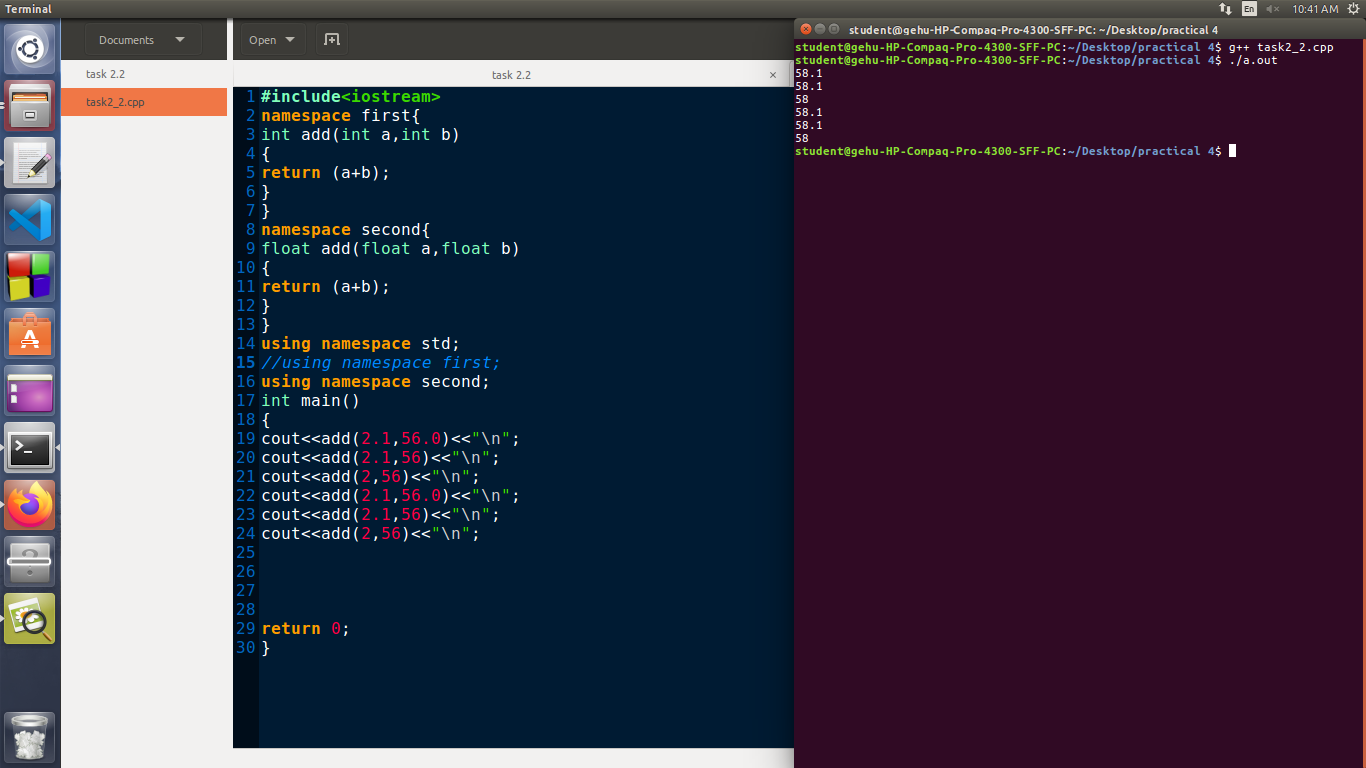 Terminal
En
10:41 AM
Documents
task 2.2
task2_2.cpp
Open
task 2.2
1 #include<iostream>
2 namespace first{
3 int add(int a,int b)
4 {
5 return (a+b);
6 }
7 }
8 namespace second{
9 float add(float a,float b)
10 {
11 return (a+b);
12 }
13 }
14 using namespace std;
15 //using namespace first;
16 using namespace second;
17 int main()
18 {
19 cout<<add(2.1,56.0)<<"\n";
20 cout<<add(2.1,56)<<"\n";
21 cout<<add(2,56)<<"\n";
22 cout<<add(2.1,56.0)<<"\n";
23 cout<<add(2.1,56)<<"\n";
24 cout<<add(2,56)<<"\n";
25
26
27
28
29 return 0;
30 }
student@gehu-HP-Compaq-Pro-4300-SFF-PC: ~/Desktop/practical 4
student@gehu-HP-Compaq-Pro-4300-SFF-PC:~/Desktop/practical 4$ g++ task2_2.cpp
student@gehu-HP-Compaq-Pro-4300-SFF-PC:~/Desktop/practical 4$ ./a.out
58.1
58.1
58
58.1
58.1
58
student@gehu-HP-Compaq-Pro-4300-SFF-PC:~/Desktop/practical 4$